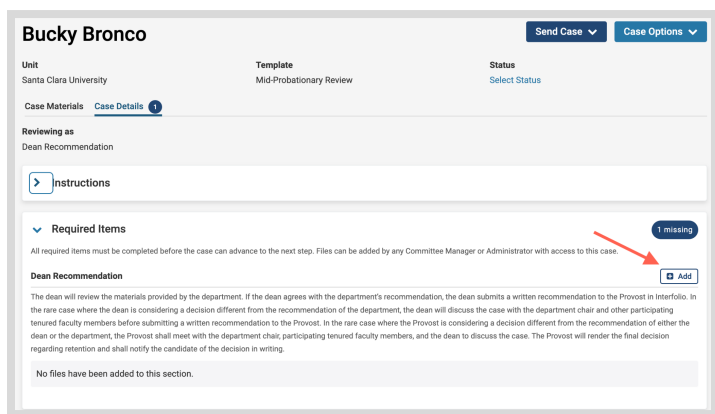 Bucky Bronco
Send Case
Case Options
Unit
Template
Status
Santa Clara University
Mid-Probationary Review
Select Status
Case Materials
Case Details 1
Reviewing as
Dean Recommendation
Instructions
Required Items
1 missing
All required items must be completed before the case can advance to the next step. Files can be added by any Committee Manager or Administrator with access to this case.
Dean Recommendation
Add
The dean will review the materials provided by the department. If the dean agrees with the department's recommendation, the dean submits a written recommendation to the Provost in Interfolio. In
the rare case where the dean is considering a decision different from the recommendation of the department, the dean will discuss the case with the department chair and other participating
tenured faculty members before submitting a written recommendation to the Provost. In the rare case where the Provost is considering a decision different from the recommendation of either the
dean or the department, the Provost shall meet with the department chair, participating tenured faculty members, and the dean to discuss the case. The Provost will render the final decision
regarding retention and shall notify the candidate of the decision in writing.
No files have been added to this section.